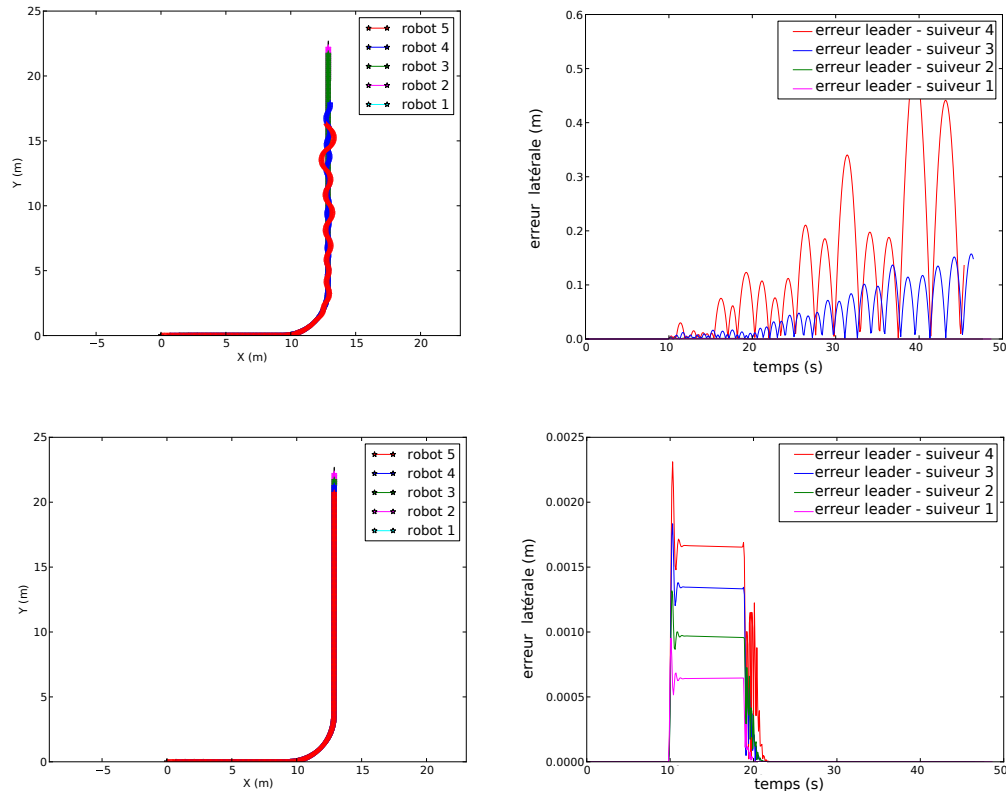 25
20
15
10
5
0
−5
0
5
10
15
20
X (m)
Y (m)
robot 5
robot 4
robot 3
robot 2
robot 1
0.6
0.5
0.4
0.3
0.2
0.1
0.0
0
10
20
30
40
50
temps (s)
erreur latérale (m)
erreur leader - suiveur 4
erreur leader - suiveur 3
erreur leader - suiveur 2
erreur leader - suiveur 1
25
20
15
10
5
0
−5
0
5
10
15
20
X (m)
Y (m)
robot 5
robot 4
robot 3
robot 2
robot 1
0.0025
0.0020
0.0015
0.0010
0.0005
0.0000
0
10
20
30
40
50
temps (s)
erreur latérale (m)
erreur leader - suiveur 4
erreur leader - suiveur 3
erreur leader - suiveur 2
erreur leader - suiveur 1